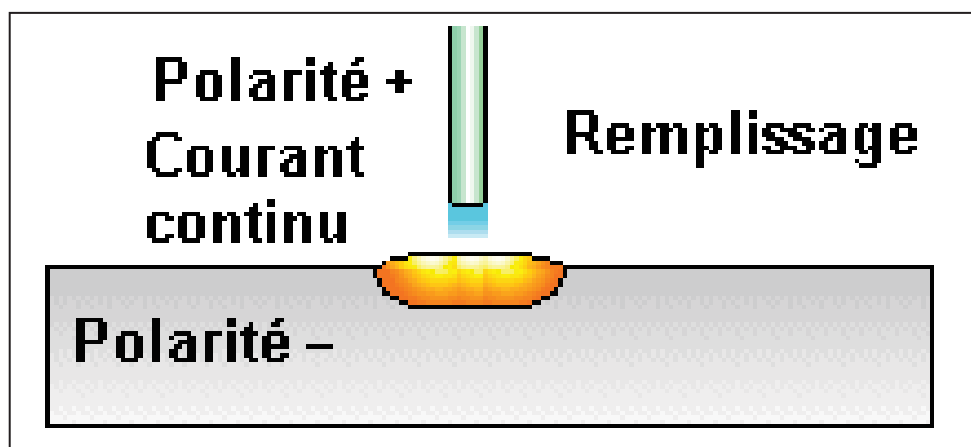 Polarité +
Courant
continu
Remplissage
Polarité –